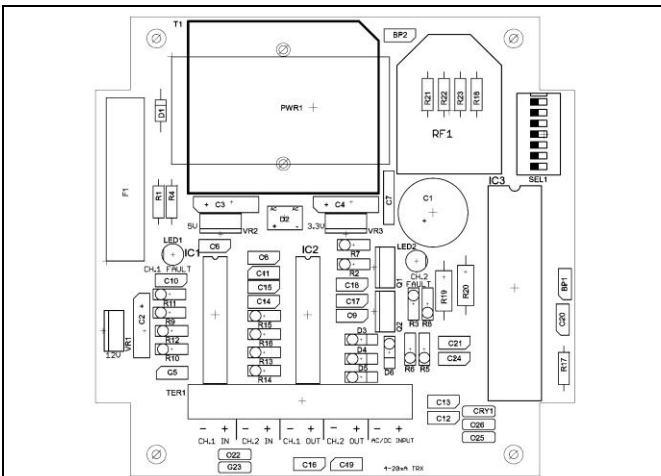 T1
BP2
PWR1
D1
R21 R22 R23 R18
RF1
SEL1
F1
R1 R4
C3
C4
C7
C1
IC3
5V
VR2
D2
3.3V
VR3
LED1
IC1
C6
IC2
R7
LED2
CH.1 FAULT
C8
R2
Q1
CH.2 FAULT
C10
C41
C18
R19
R20
BP1
R11
C15
C17
R3 R8
C2
+
-
R9
C14
C9
Q2
C20
12V
VR1
R12
R15
D3
R10
R16
D4
C21
R13
D5
D6
R6 R5
C24
R17
C5
R14
TER1
C13
C12
CRY1
C26
C25
− + − + − + − + − +
CH.1 IN CH.2 IN CH.1 OUT CH.2 OUT AC/DC INPUT
C22
C23
C16
C19
4-20mA TRX